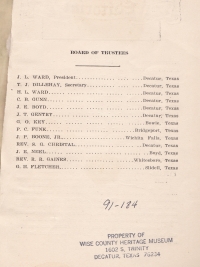 BOARD OF TRUSTEES
J. L. WARD, President Decatur, Texas
T. J. DILLEHAY, Secretary Decatur, Texas
H. L. WARD Decatur, Texas
C. B. GUNN Decatur, Texas
J. E. BOYD Decatur, Texas
J. T. GENTRY Decatur, Texas
G. O. KEY Bowie, Texas
P. C. FUNK Bridgeport, Texas
J. P. BOONE, JR. Wichita Falls, Texas
REV. S. G. CHRISTAL Decatur, Texas
J. R. NEEL Boyd, Texas
REV. R. R. GAINES Whitesboro, Texas
G. H. FLETCHER Slidell, Texas
91-184
PROPERTY OF
WISE COUNTY HERITAGE MUSEUM
1602 S. TRINITY
DECATUR, TEXAS 76234